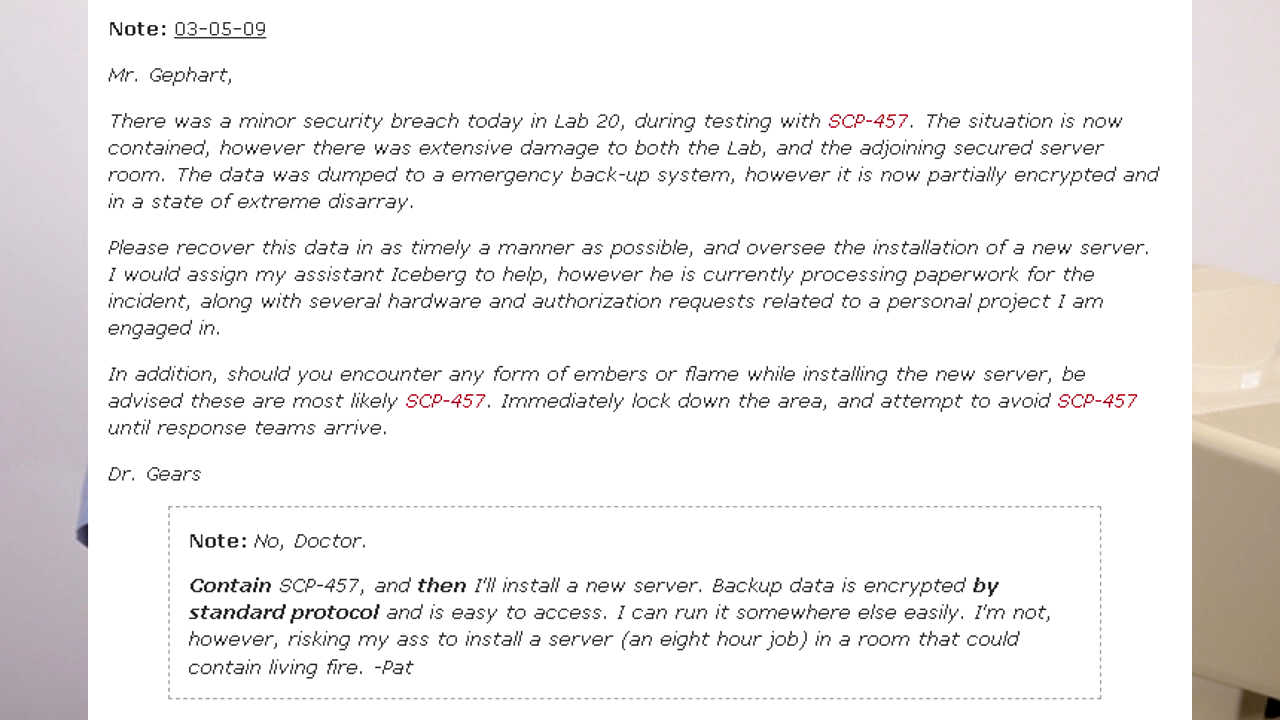 Note: 03-05-09
Mr. Gephart,
There was a minor security breach today in Lab 20, during testing with SCP-457. The situation is now
contained, however there was extensive damage to both the Lab, and the adjoining secured server
room. The data was dumped to a emergency back-up system, however it is now partially encrypted and
in a state of extreme disarray.
Please recover this data in as timely a manner as possible, and oversee the installation of a new server.
I would assign my assistant Iceberg to help, however he is currently processing paperwork for the
incident, along with several hardware and authorization requests related to a personal project I am
engaged in.
In addition, should you encounter any form of embers or flame while installing the new server, be
advised these are most likely SCP-457. Immediately lock down the area, and attempt to avoid SCP-457
until response teams arrive.
Dr. Gears
Note: No, Doctor.
Contain SCP-457, and then I'll install a new server. Backup data is encrypted by
standard protocol and is easy to access. I can run it somewhere else easily. I'm not,
however, risking my ass to install a server (an eight hour job) in a room that could
contain living fire. -Pat